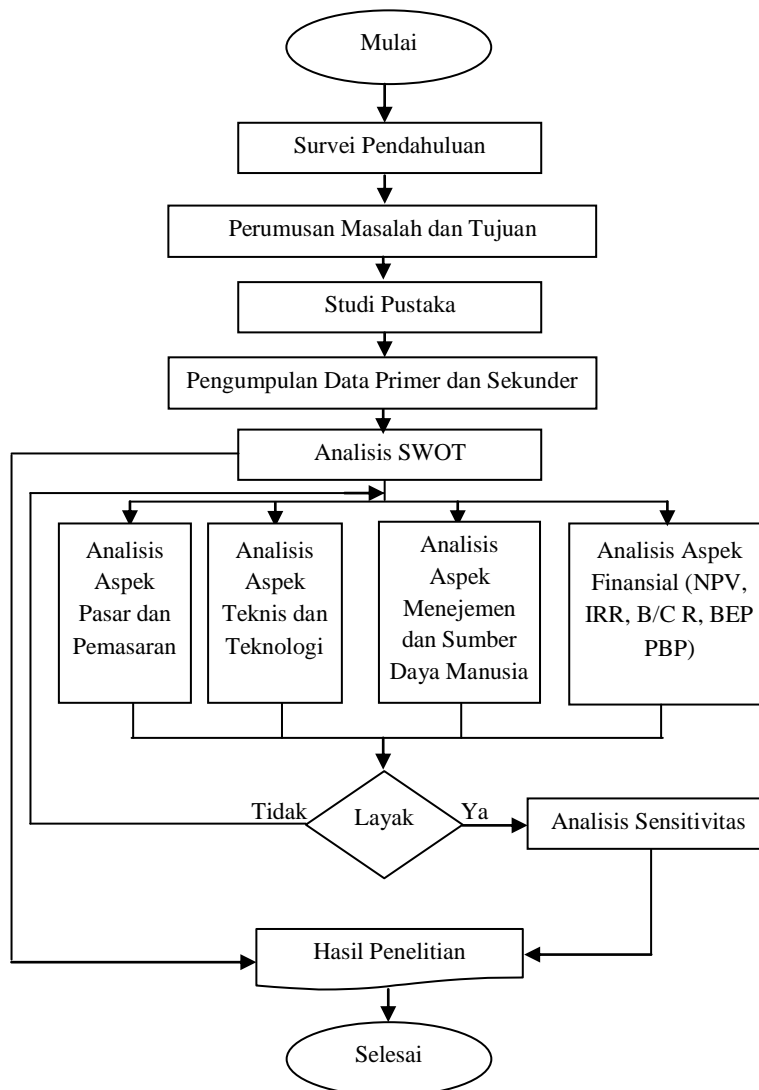 Mulai
Survei Pendahuluan
Perumusan Masalah dan Tujuan
Studi Pustaka
Pengumpulan Data Primer dan Sekunder
Analisis SWOT
Analisis
Aspek
Pasar dan
Pemasaran
Analisis
Aspek
Teknis dan
Teknologi
Analisis
Aspek
Menejemen
dan Sumber
Daya Manusia
Analisis Aspek
Finansial (NPV,
IRR, B/C R, BEP
PBP)
Tidak
Layak
Ya
Analisis Sensitivitas
Hasil Penelitian
Selesai